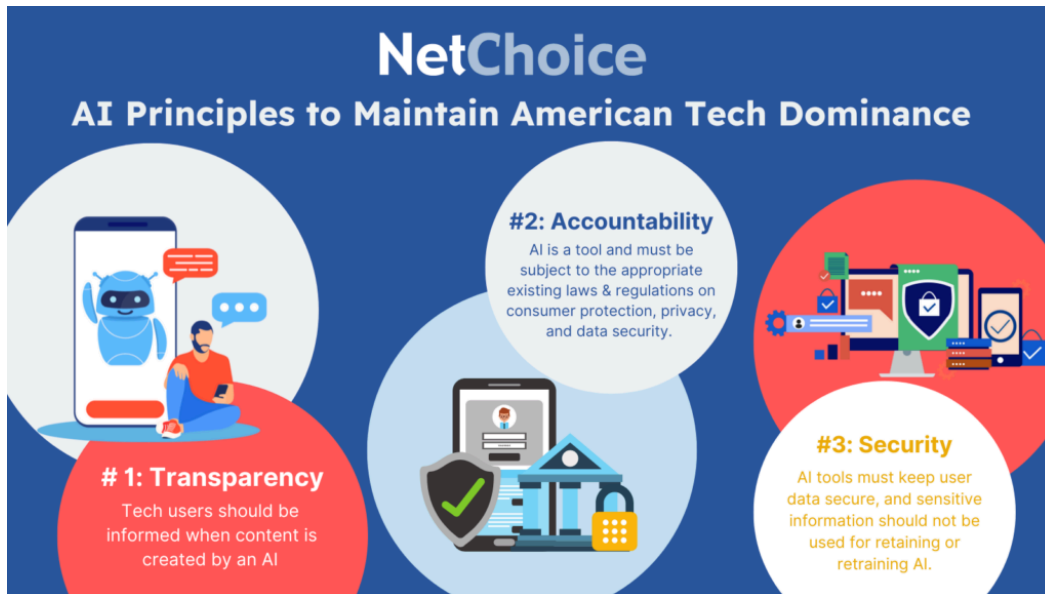 NetChoice
AI Principles to Maintain American Tech Dominance
# 1: Transparency
Tech users should be
informed when content is
created by an AI
#2: Accountability
AI is a tool and must be
subject to the appropriate
existing laws & regulations on
consumer protection, privacy,
and data security.
#3: Security
AI tools must keep user
data secure, and sensitive
information should not be
used for retaining or
retraining AI.